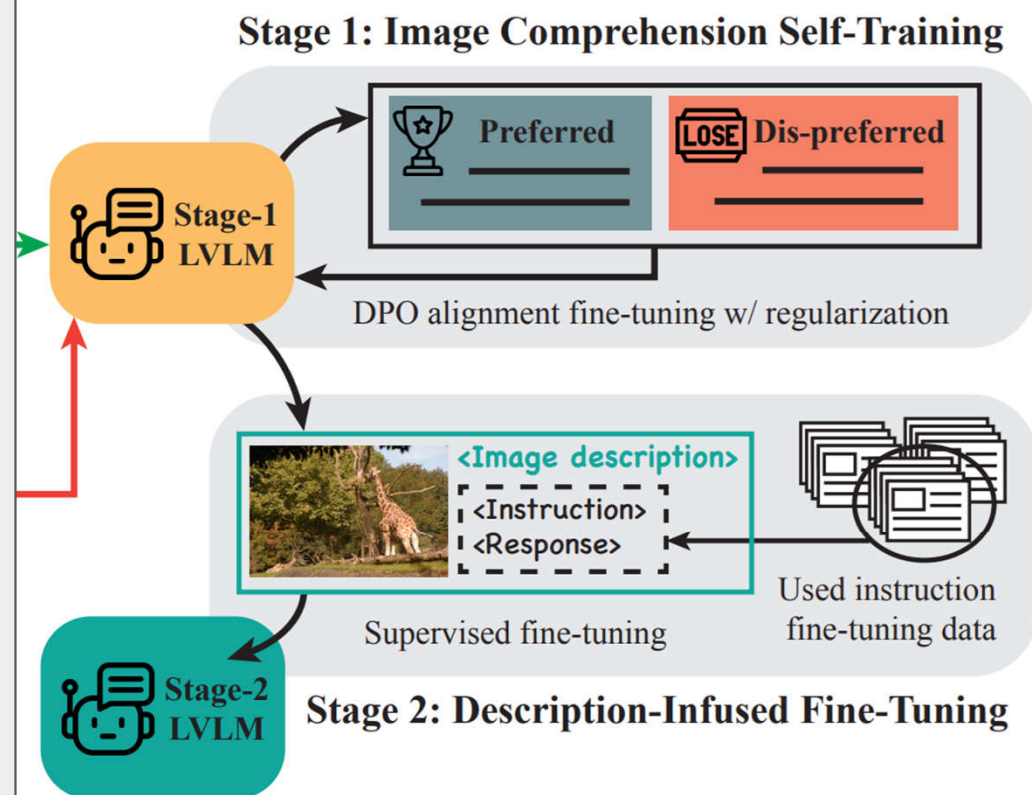 Stage 1: Image Comprehension Self-Training
Preferred
LOSE Dis-preferred
Stage-1
LVLM
DPO alignment fine-tuning w/ regularization
<Image description>
<Instruction>
<Response>
Used instruction
fine-tuning data
Supervised fine-tuning
Stage-2
LVLM
Stage 2: Description-Infused Fine-Tuning